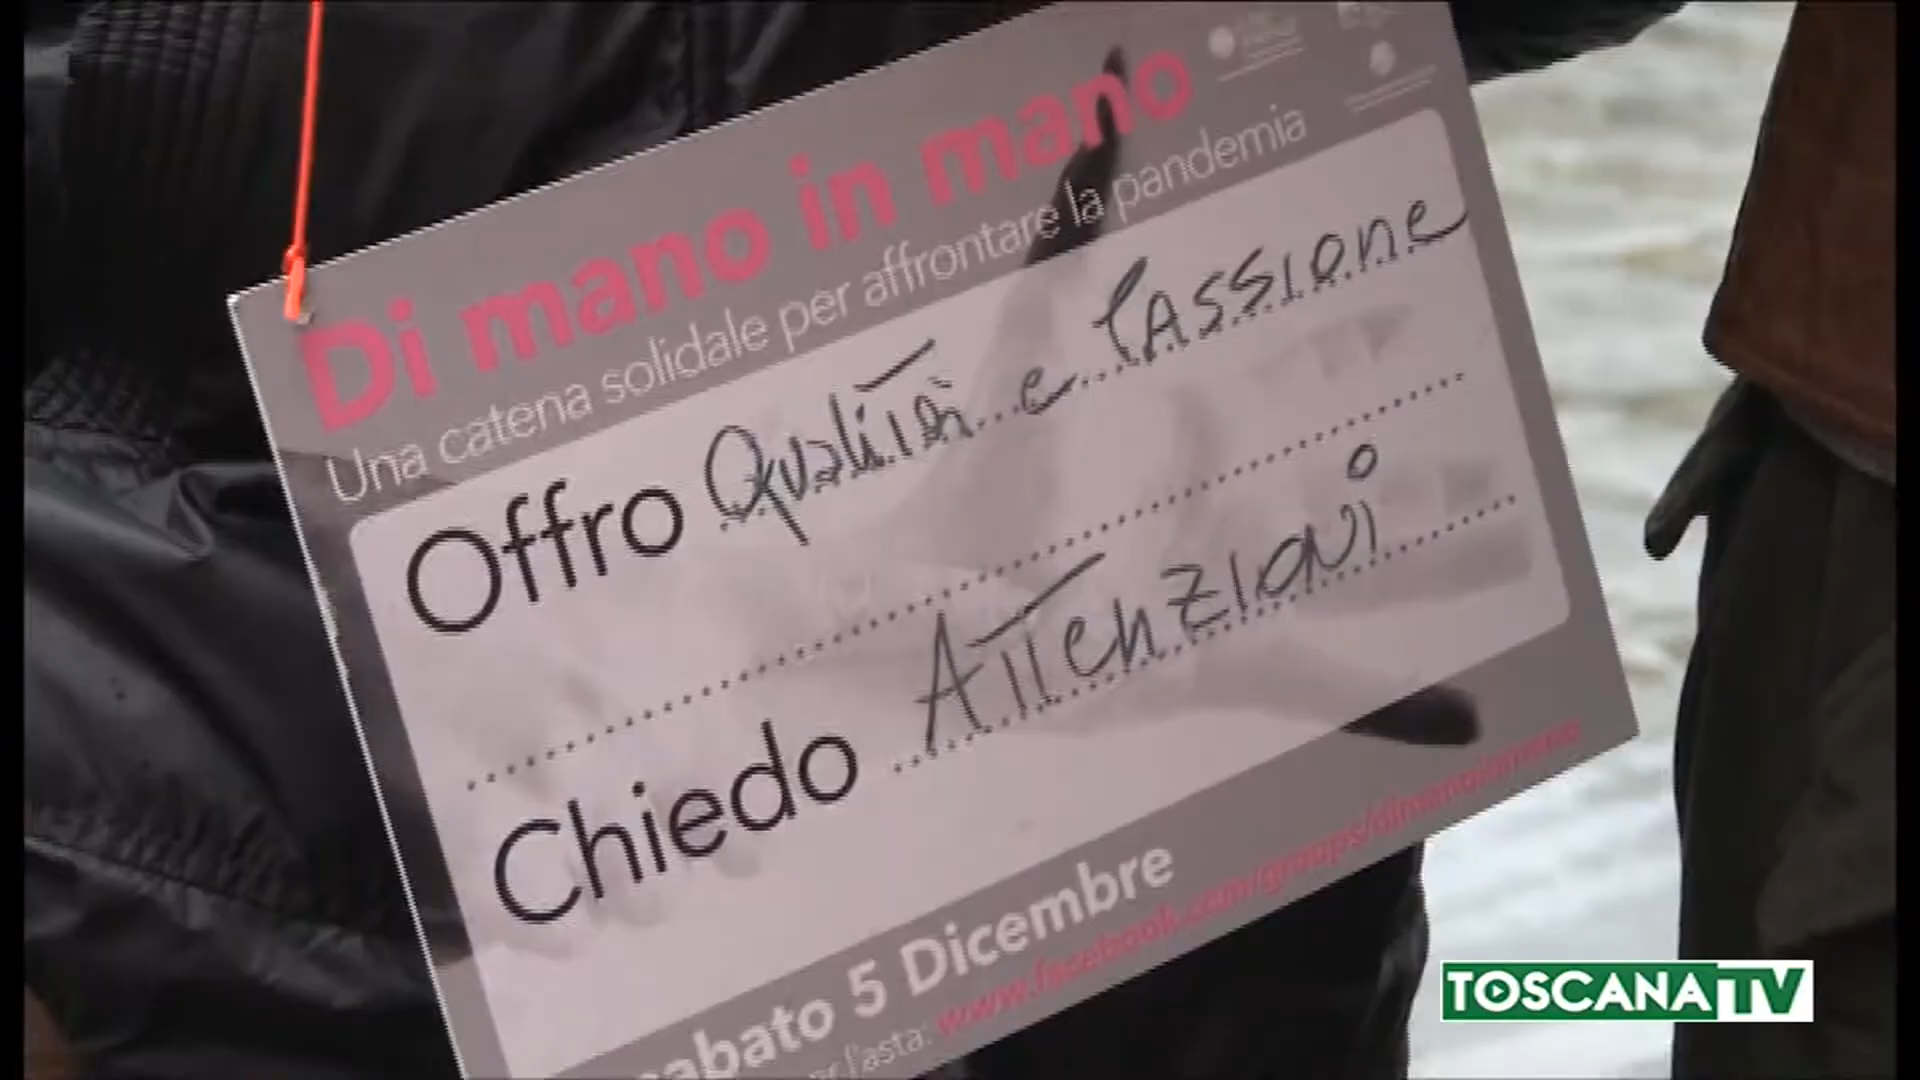 Di mano in mano
Una catena solidale per affrontare la pandemia
Offro Qualità e Passione
Chiedo Attenzioni
sabato 5 Dicembre
l'asta: www.facebook.com/groups/dimanoinmano
TOSCANA TV